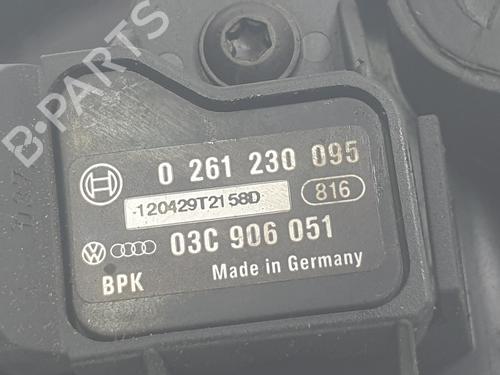 B-PARTS
0 261 230 095
120429T2158D 816
03C 906 051
BPK Made in Germany